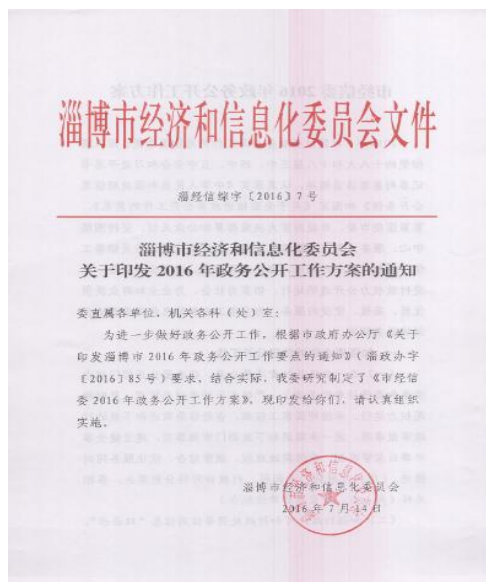 淄博市经济和信息化委员会文件
淄经信综字〔2016〕7号
淄博市经济和信息化委员会
关于印发2016年政务公开工作方案的通知
委直属各单位，机关各科（处）室：
为进一步做好政务公开工作，根据市政府办公厅《关于
印发淄博市2016年政务公开工作要点的通知》（淄政办字
〔2016〕85号）要求，结合实际，我委研究制定了《市经信
委2016年政务公开工作方案》，现印发给你们，请认真组织
实施。
淄博市经济和信息化委员会
2016年7月14日